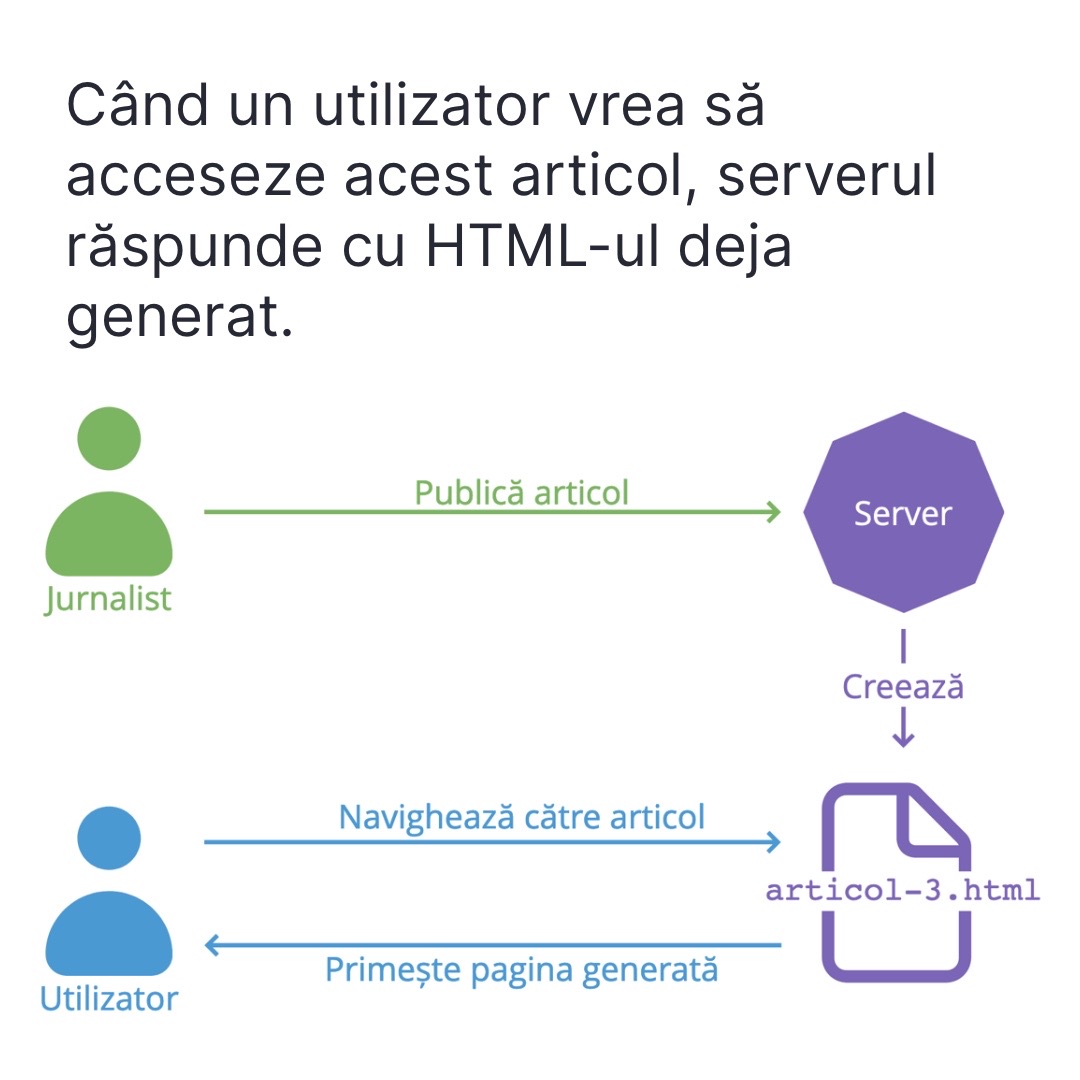 Când un utilizator vrea să
acceseze acest articol, serverul
răspunde cu HTML-ul deja
generat.
Publică articol
Server
Jurnalist
Creează
Navighează către articol
articol-3.html
Primește pagina generată
Utilizator